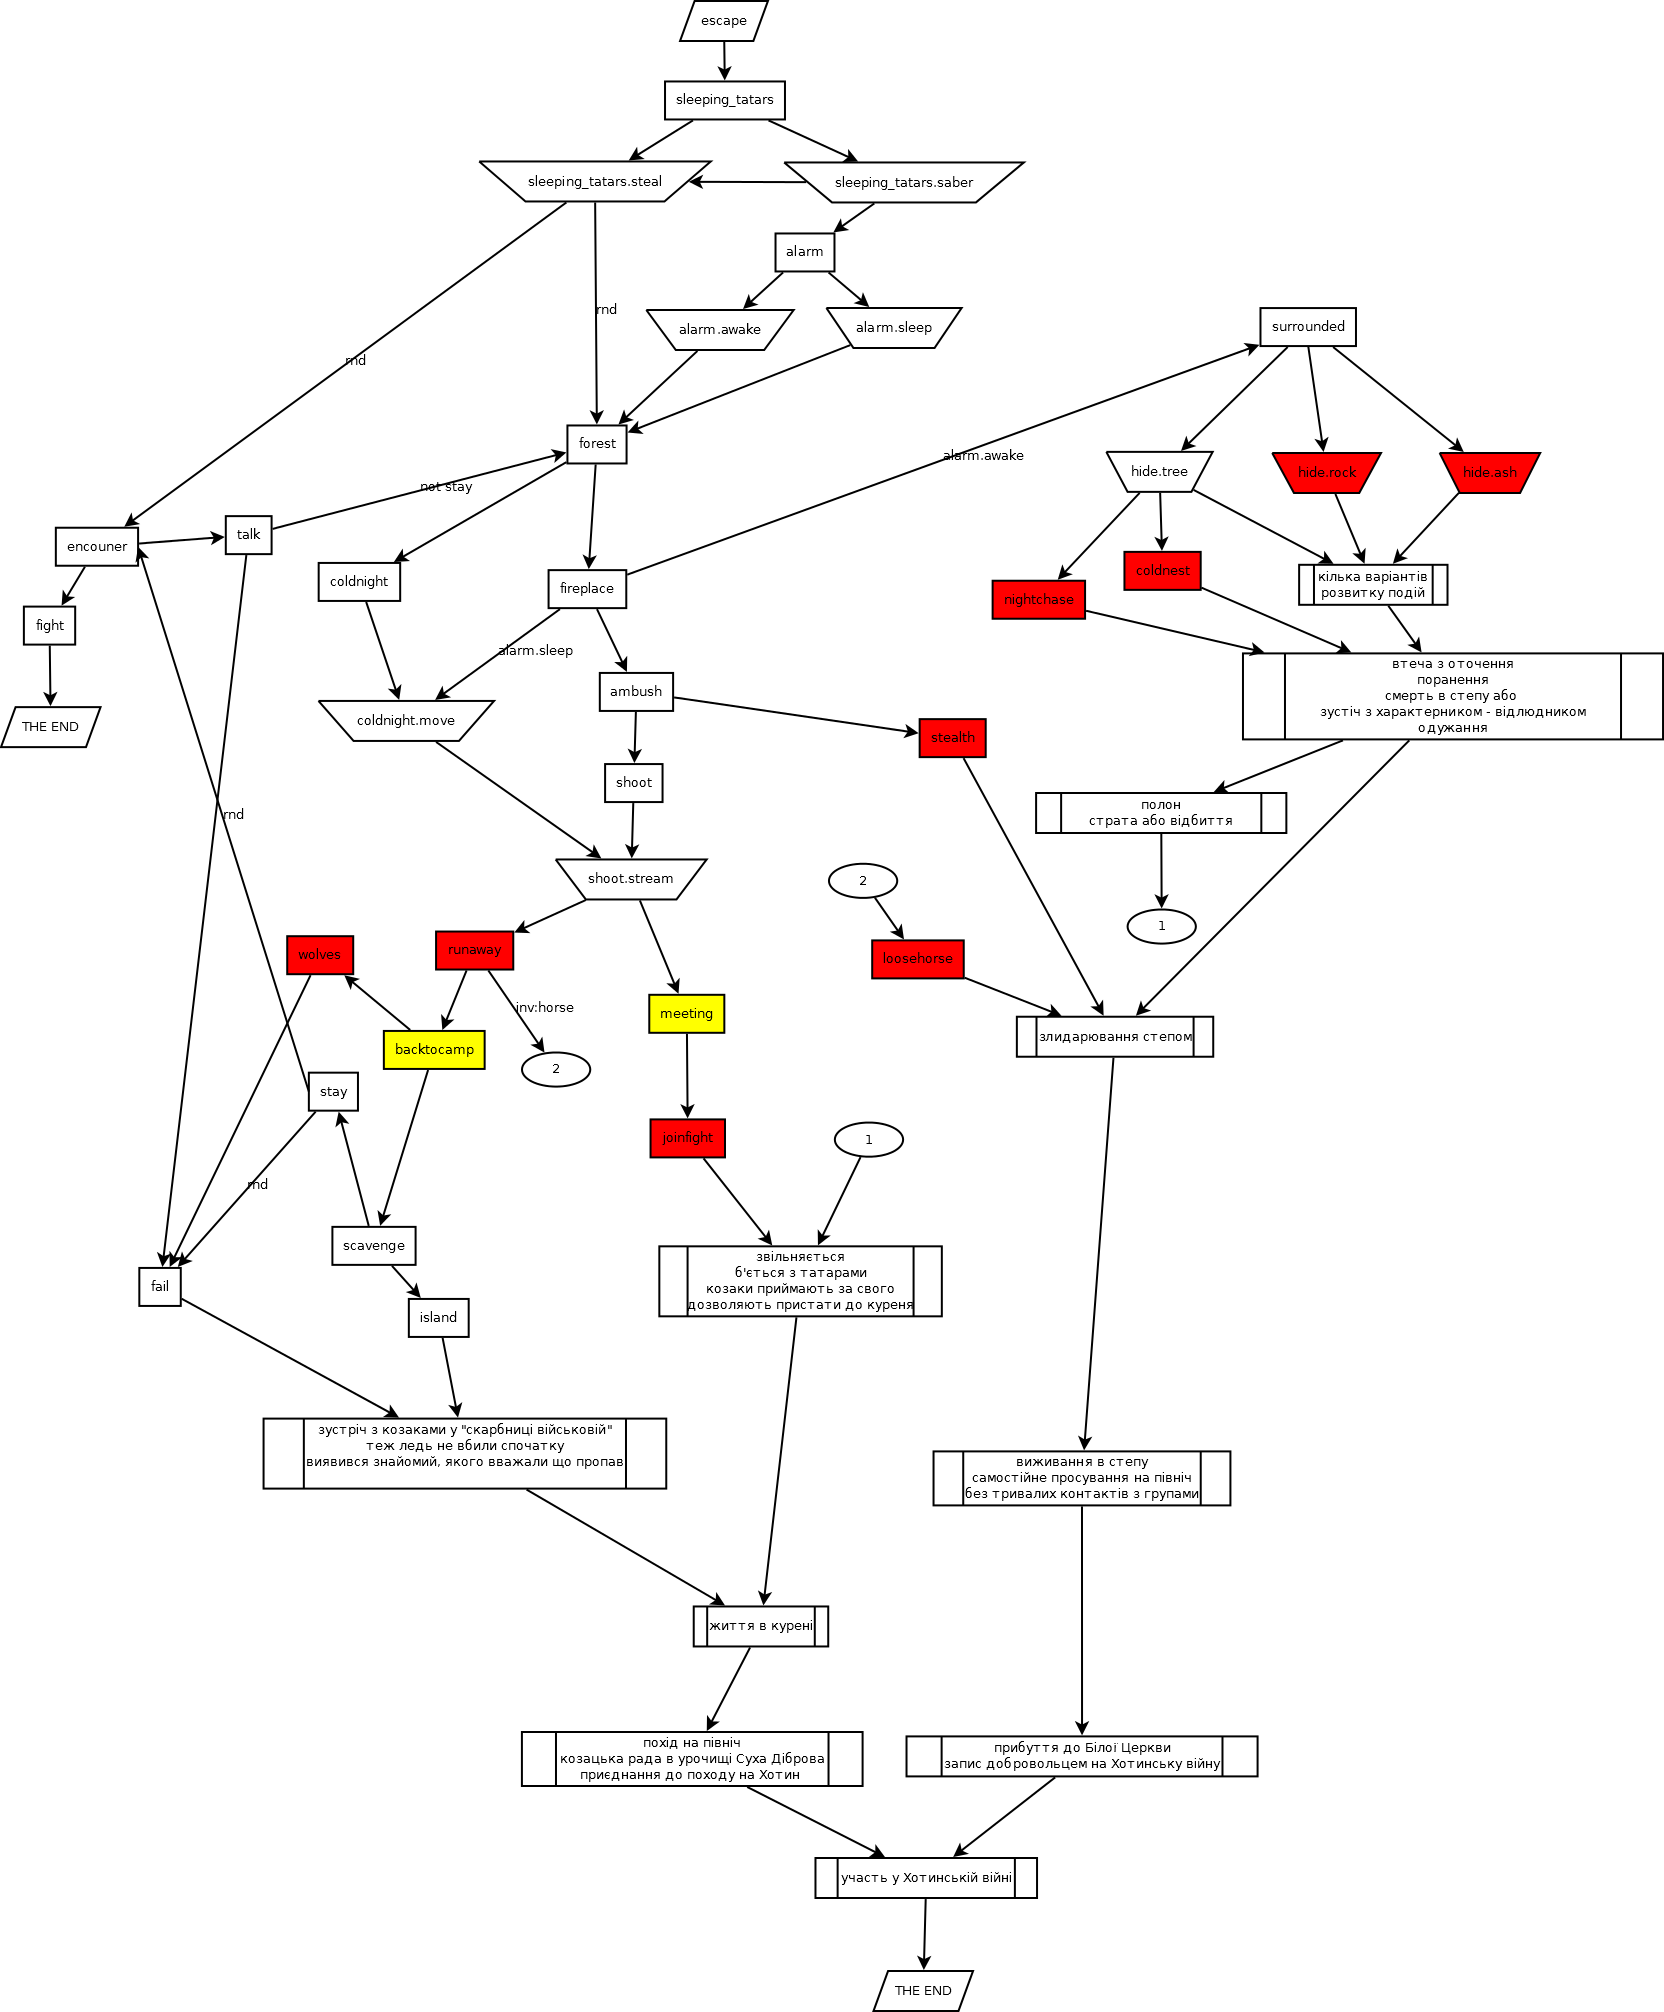 escape
sleeping_tatars
sleeping_tatars.steal
sleeping_tatars.saber
alarm
rnd
alarm.awake
alarm.sleep
surrounded
rnd
forest
alarm.awake
hide.tree
hide.rock
hide.ash
not stay
encouner
talk
coldnight
fireplace
coldnest
nightchase
кілька варіантів
розвитку подій
fight
alarm.sleep
ambush
втеча з оточення
поранення
смерть в степу або
зустіч з характерником - відлюдником
одужання
THE END
coldnight.move
stealth
shoot
полон
страта або відбиття
rnd
shoot.stream
2
1
wolves
runaway
loosehorse
inv:horse
meeting
backtocamp
2
злидарювання степом
stay
joinfight
1
rnd
scavenge
fail
island
звільняється
б'ється з татарами
козаки приймають за свого
дозволяють пристати до куреня
зустріч з козаками у "скарбниці військовій"
теж ледь не вбили спочатку
виявився знайомий, якого вважали що пропав
виживання в степу
самостійне просування на північ
без тривалих контактів з групами
життя в курені
похід на північ
козацька рада в урочищі Суха Діброва
приєднання до походу на Хотин
прибуття до Білої Церкви
запис добровольцем на Хотинську війну
участь у Хотинській війні
THE END